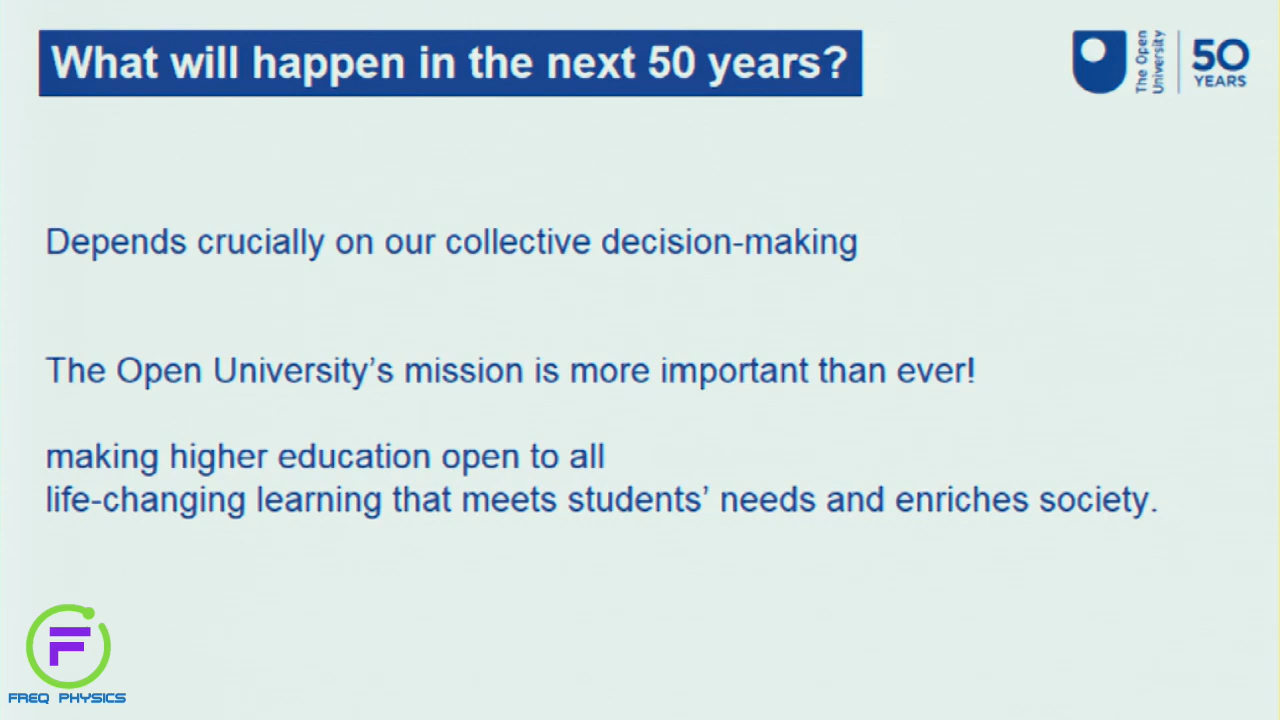 What will happen in the next 50 years?
The Open
University
50
YEARS
Depends crucially on our collective decision-making
The Open University’s mission is more important than ever!
making higher education open to all
life-changing learning that meets students’ needs and enriches society.
F
FREQ PHYSICS